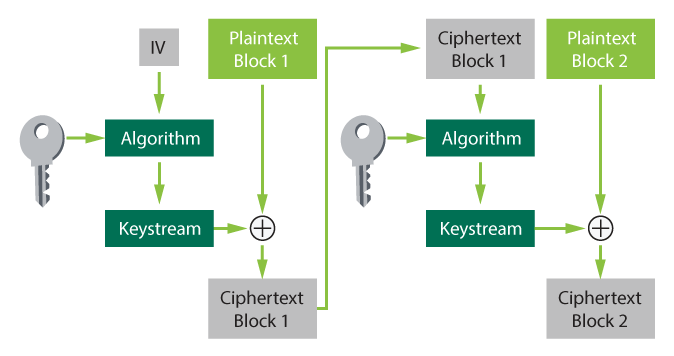 IV
Plaintext
Block 1
Algorithm
Keystream
Ciphertext
Block 1
Ciphertext
Block 1
Plaintext
Block 2
Algorithm
Keystream
Ciphertext
Block 2